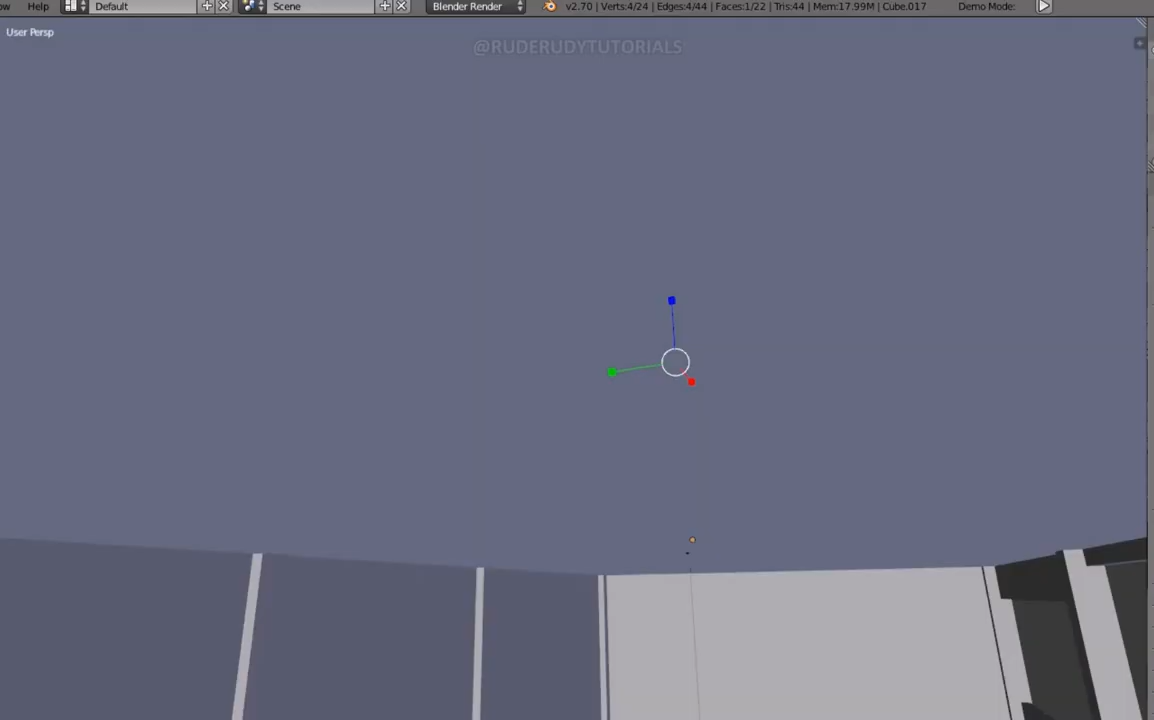 ow Help Default Scene Blender Render v2.70 | Verts:4/24 | Edges:4/44 | Faces:1/22 | Tris:44 | Mem:17.99M | Cube.017 Demo Mode:
User Persp
@RUDERUDYTUTORIALS